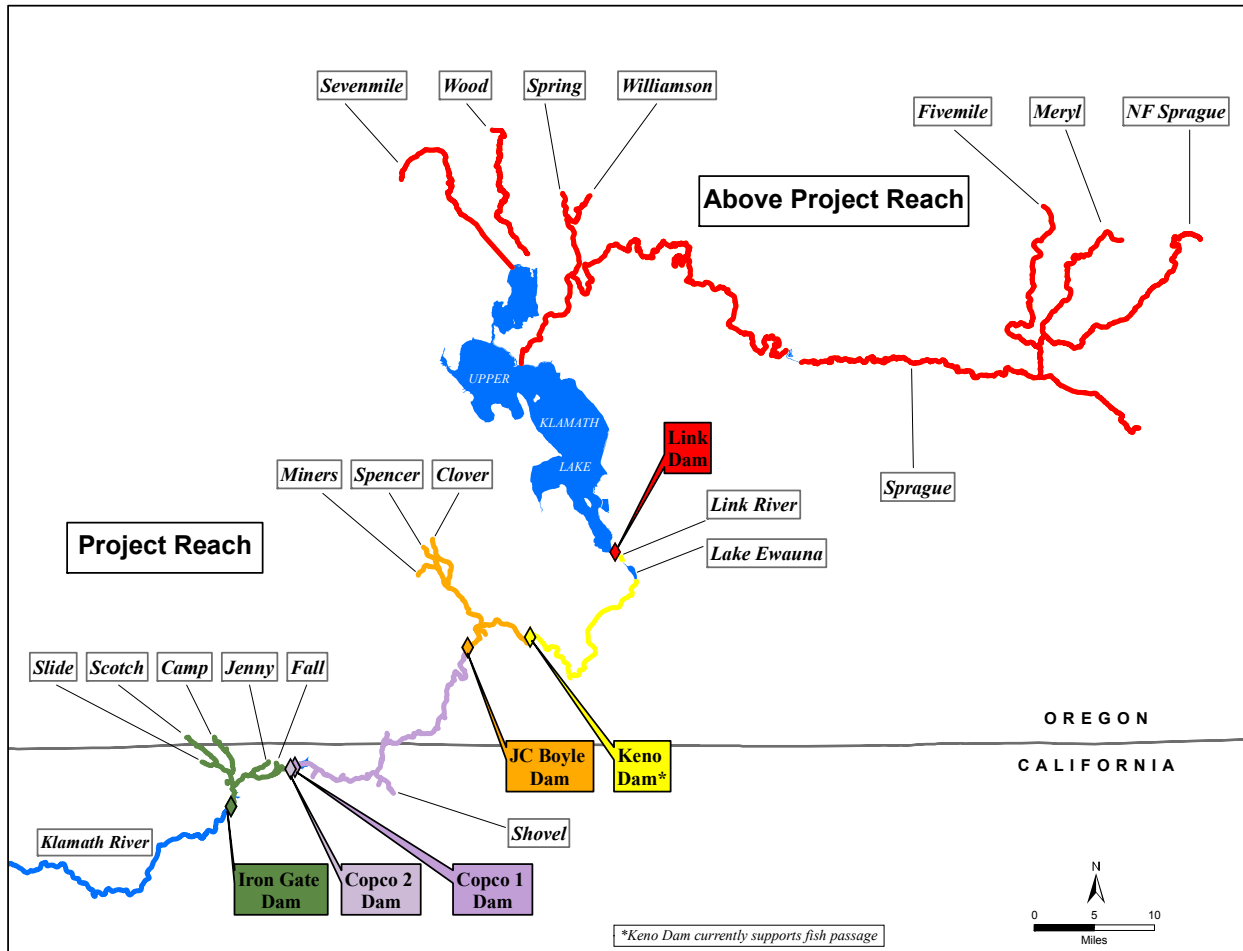 Sevenmile
Wood
Spring
Williamson
Fivemile
Meryl
NF Sprague
Above Project Reach
UPPER
KLAMATH
LAKE
Link
Dam
Miners
Spencer
Clover
Sprague
Link River
Project Reach
Lake Ewauna
Slide
Scotch
Camp
Jenny
Fall
OREGON
CALIFORNIA
JC Boyle
Dam
Keno
Dam*
Shovel
Klamath River
Iron Gate
Dam
Copco 2
Dam
Copco 1
Dam
N
0 5 10
Miles
*Keno Dam currently supports fish passage